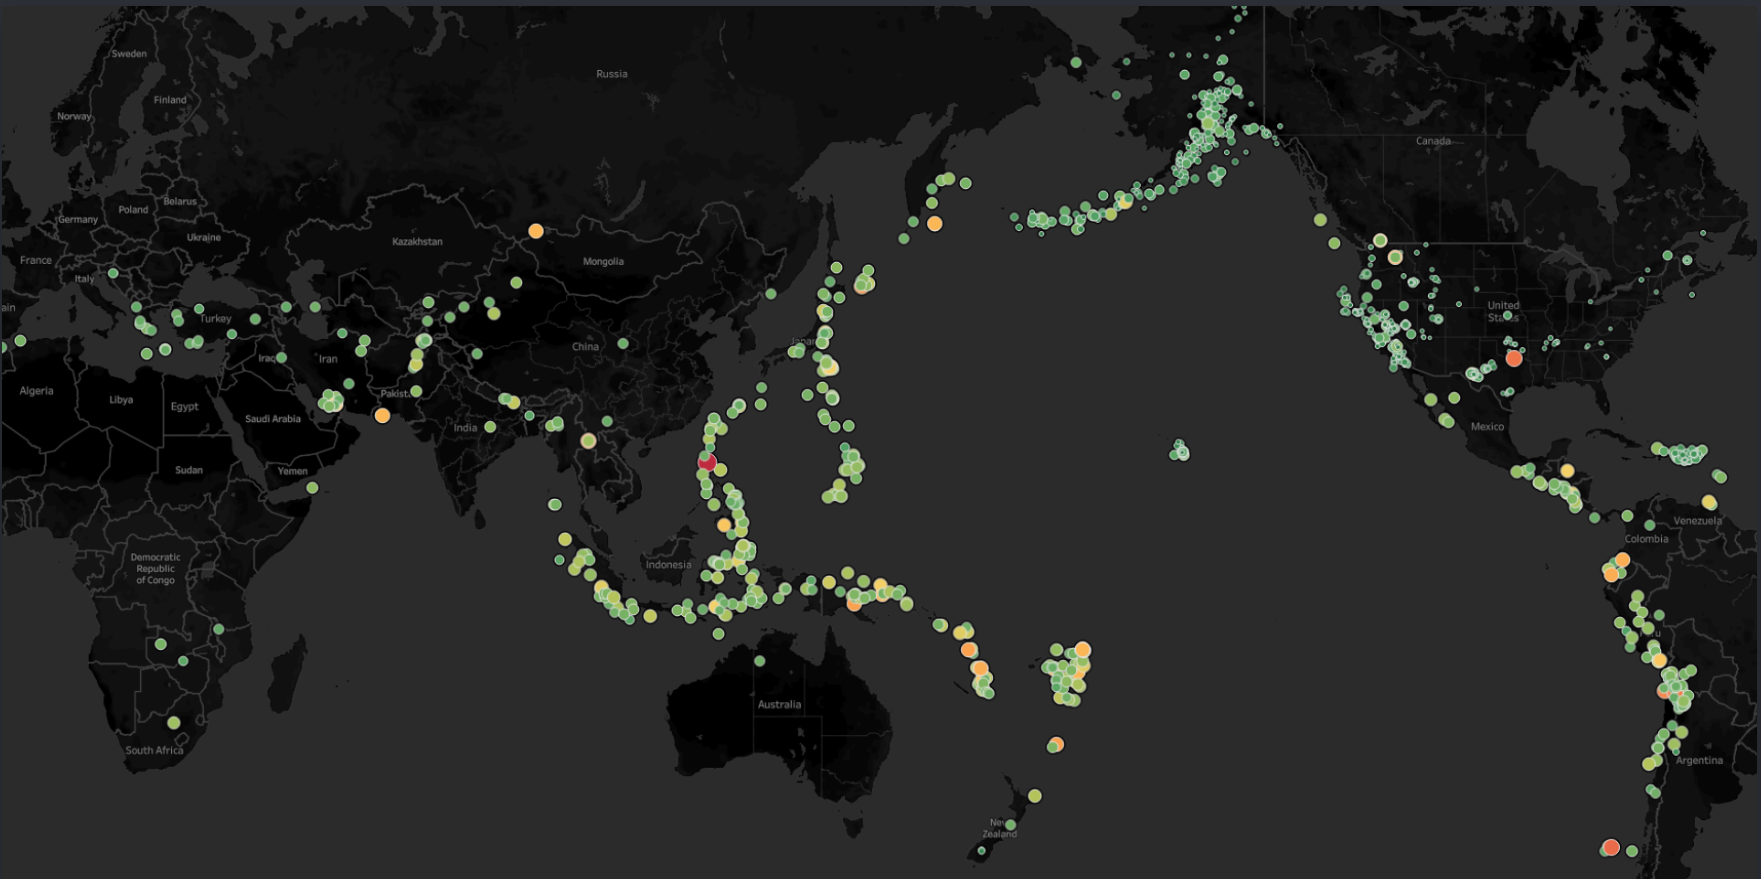 Sweden
Russia
Finland
Norway
Canada
Belarus
Poland
Germany
Ukraine
Kazakhstan
France
Mongolia
Italy
United
States
ain
Turkey
Japan
China
Iraq
Iran
Algeria
Libya
Egypt
Pakist
Saudi Arabia
India
Mexico
Sudan
Yemen
Venezuela
Colombia
Democratic
Republic
of Congo
Indonesia
ru
Australia
South Africa
Argentina
New
Zealand